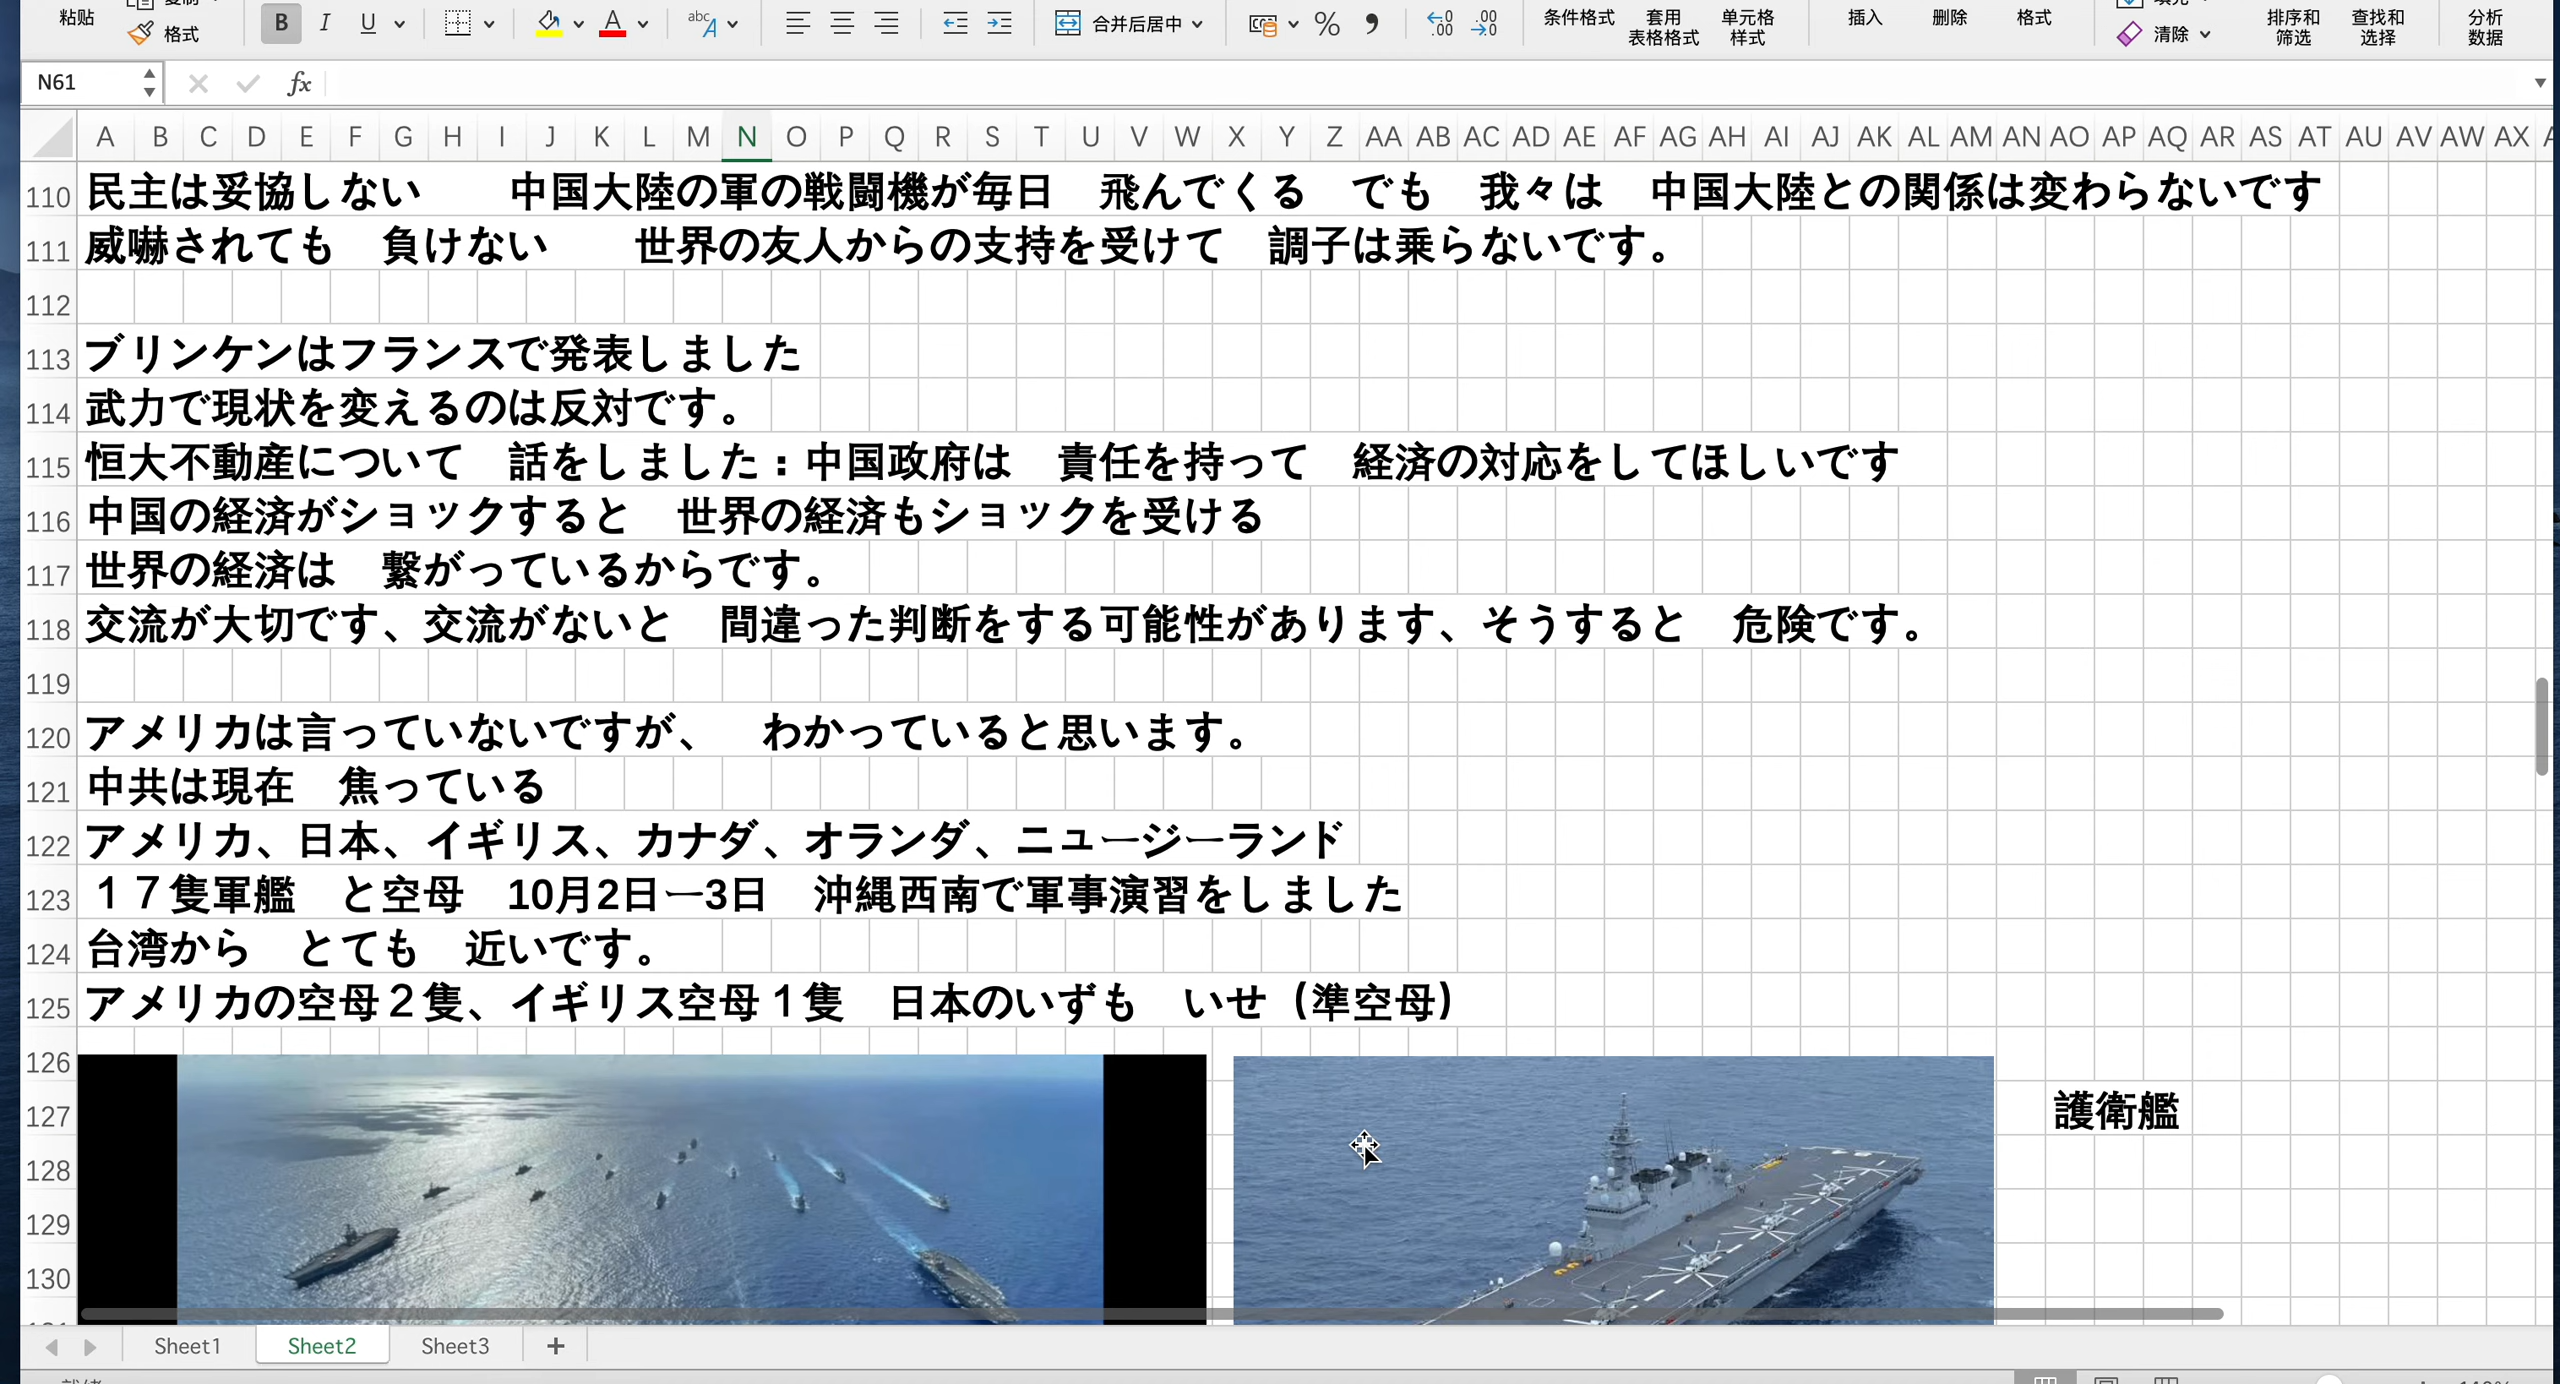 粘贴
格式
B I U
A
abc A
合并后居中
%
条件格式
套用
表格格式
单元格
样式
插入
删除
格式
清除
排序和
筛选
查找和
选择
分析
数据
N61
fx
A B C D E F G H I J K L M N O P Q R S T U V W X Y Z AA AB AC AD AE AF AG AH AI AJ AK AL AM AN AO AP AQ AR AS AT AU AV AW AX
110 民主は妥協しない　　中国大陸の軍の戦闘機が毎日　飛んでくる　でも　我々は　中国大陸との関係は変わらないです
111 威嚇されても　負けない　　世界の友人からの支持を受けて　調子は乗らないです。
112
113 ブリンケンはフランスで発表しました
114 武力で現状を変えるのは反対です。
115 恒大不動産について　話をしました：中国政府は　責任を持って　経済の対応をしてほしいです
116 中国の経済がショックすると　世界の経済もショックを受ける
117 世界の経済は　繋がっているからです。
118 交流が大切です、交流がないと　間違った判断をする可能性があります、そうすると　危険です。
119
120 アメリカは言っていないですが、　わかっていると思います。
121 中共は現在　焦っている
122 アメリカ、日本、イギリス、カナダ、オランダ、ニュージーランド
123 １７隻軍艦　と空母　10月2日ー3日　沖縄西南で軍事演習をしました
124 台湾から　とても　近いです。
125 アメリカの空母２隻、イギリス空母１隻　日本のいずも　いせ（準空母）
126
127 護衛艦
128
129
130
Sheet1 Sheet2 Sheet3 +